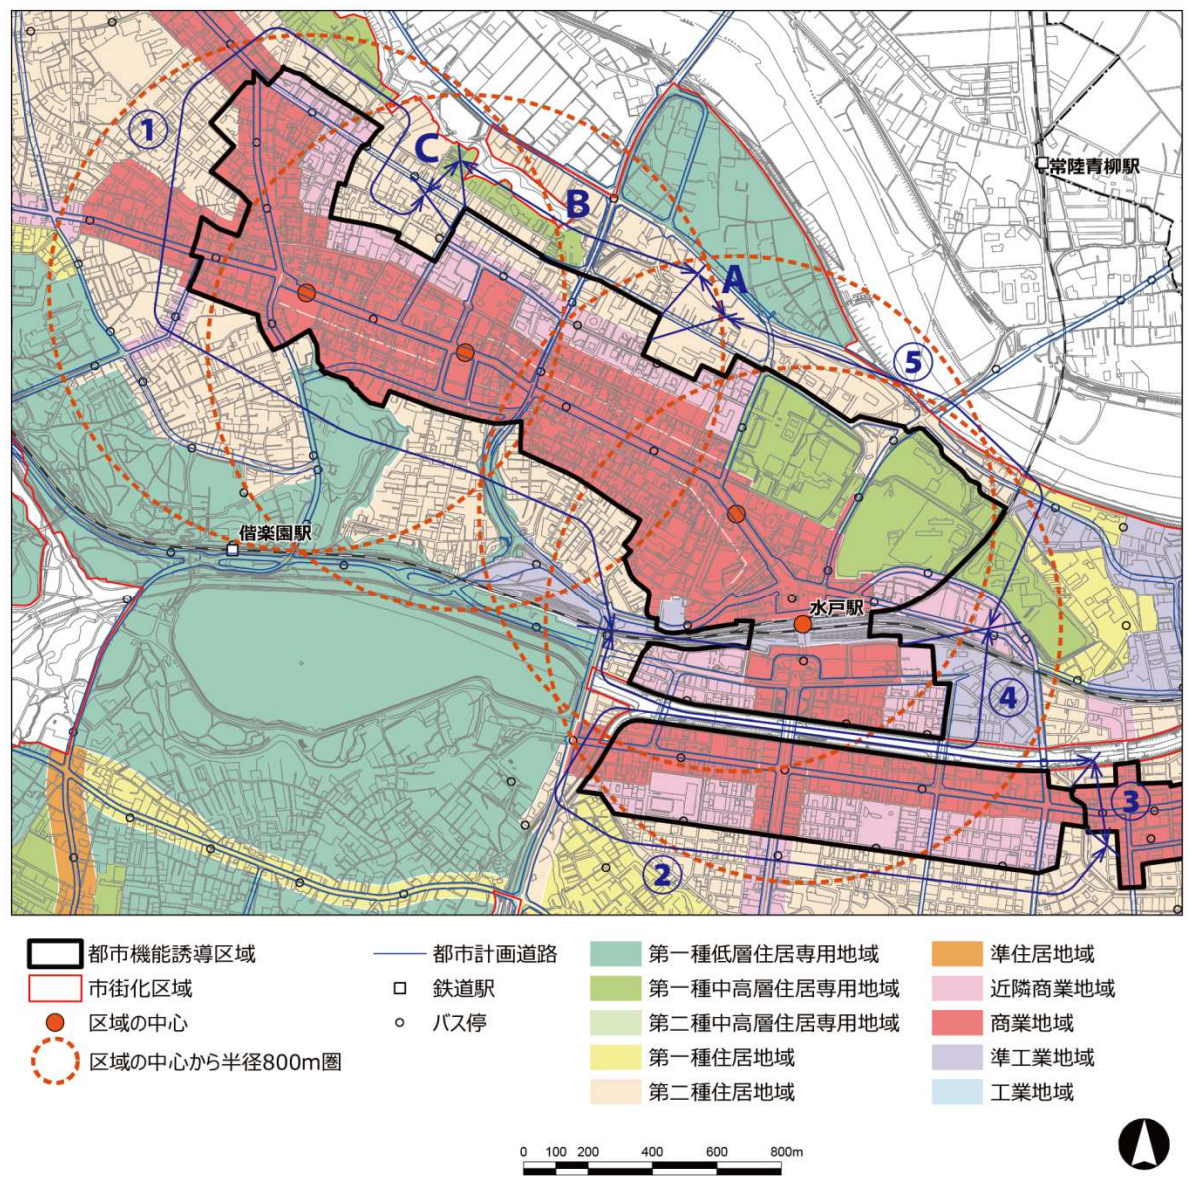 ①
C
B
常陸青柳駅
A
⑤
偕楽園駅
水戸駅
④
③
②
都市機能誘導区域
市街化区域
区域の中心
区域の中心から半径800m圏
都市計画道路
鉄道駅
バス停
第一種低層住居専用地域
第一種中高層住居専用地域
第二種中高層住居専用地域
第一種住居地域
第二種住居地域
準住居地域
近隣商業地域
商業地域
準工業地域
工業地域
0 100 200 400 600 800m